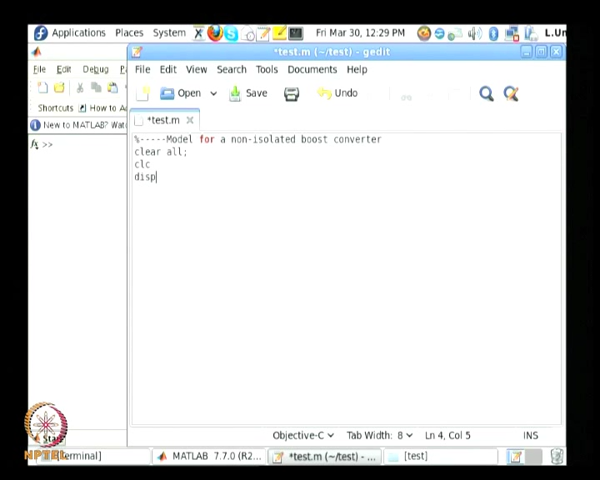 Applications Places System Fri Mar 30, 12:29 PM
*test.m (~/test) - gedit
File Edit Debug
File Edit View Search Tools Documents Help
Open Save Undo
Shortcuts How to A
*test.m
New to MATLAB? Wat
fx >>
%-----Model for a non-isolated boost converter
clear all;
clc
disp
Objective-C Tab Width: 8 Ln 4, Col 5 INS
NPTEL
MATLAB 7.7.0 (R2... *test.m (~/test) - ... [test]